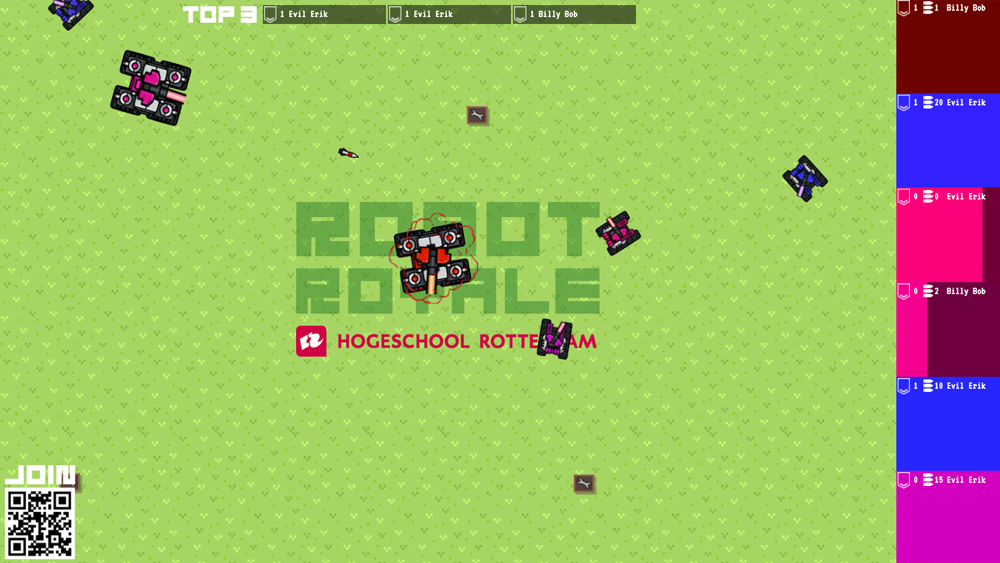 TOP 3
1 Evil Erik
1 Evil Erik
1 Billy Bob
ROBOT
ROYALE
HOGESCHOOL ROTTERDAM
JOIN
1 1 Billy Bob
1 20 Evil Erik
0 0 Evil Erik
0 2 Billy Bob
1 10 Evil Erik
0 15 Evil Erik